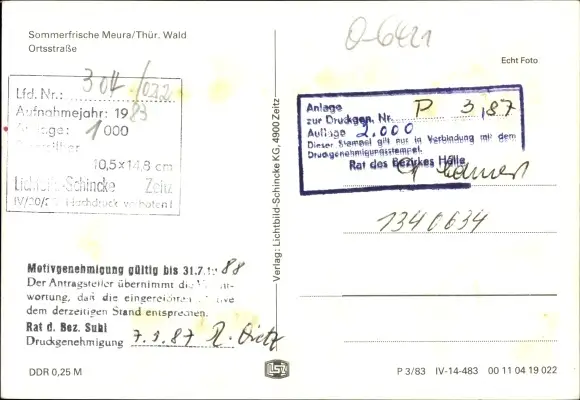 Sommerfrische Meura/Thür. Wald
Ortsstraße
O-6421
Echt Foto
Lfd. Nr.: 304/032
Aufnahmejahr: 1983
1000
10,5×14,8 cm
Lichtbild-Schincke Zeitz
Nachdruck verboten!
Anlage
zur Druckgen. Nr. P 3/87
Auflage 2.000
Dieser Stempel gilt nur in Verbindung mit dem
Druckgenehmigungsstempel.
Rat des Bezirkes Halle
1340634
Verlag: Lichtbild-Schincke KG, 4900 Zeitz
Motivgenehmigung gültig bis 31.7.1988
Der Antragsteller übernimmt die
wortung, daß die eingereichten
dem derzeitigen Stand entsprechen.
Rat d. Bez. Suhl
Druckgenehmigung 7.9.87
DDR 0,25 M
P 3/83 IV-14-483 00 11 04 19 022